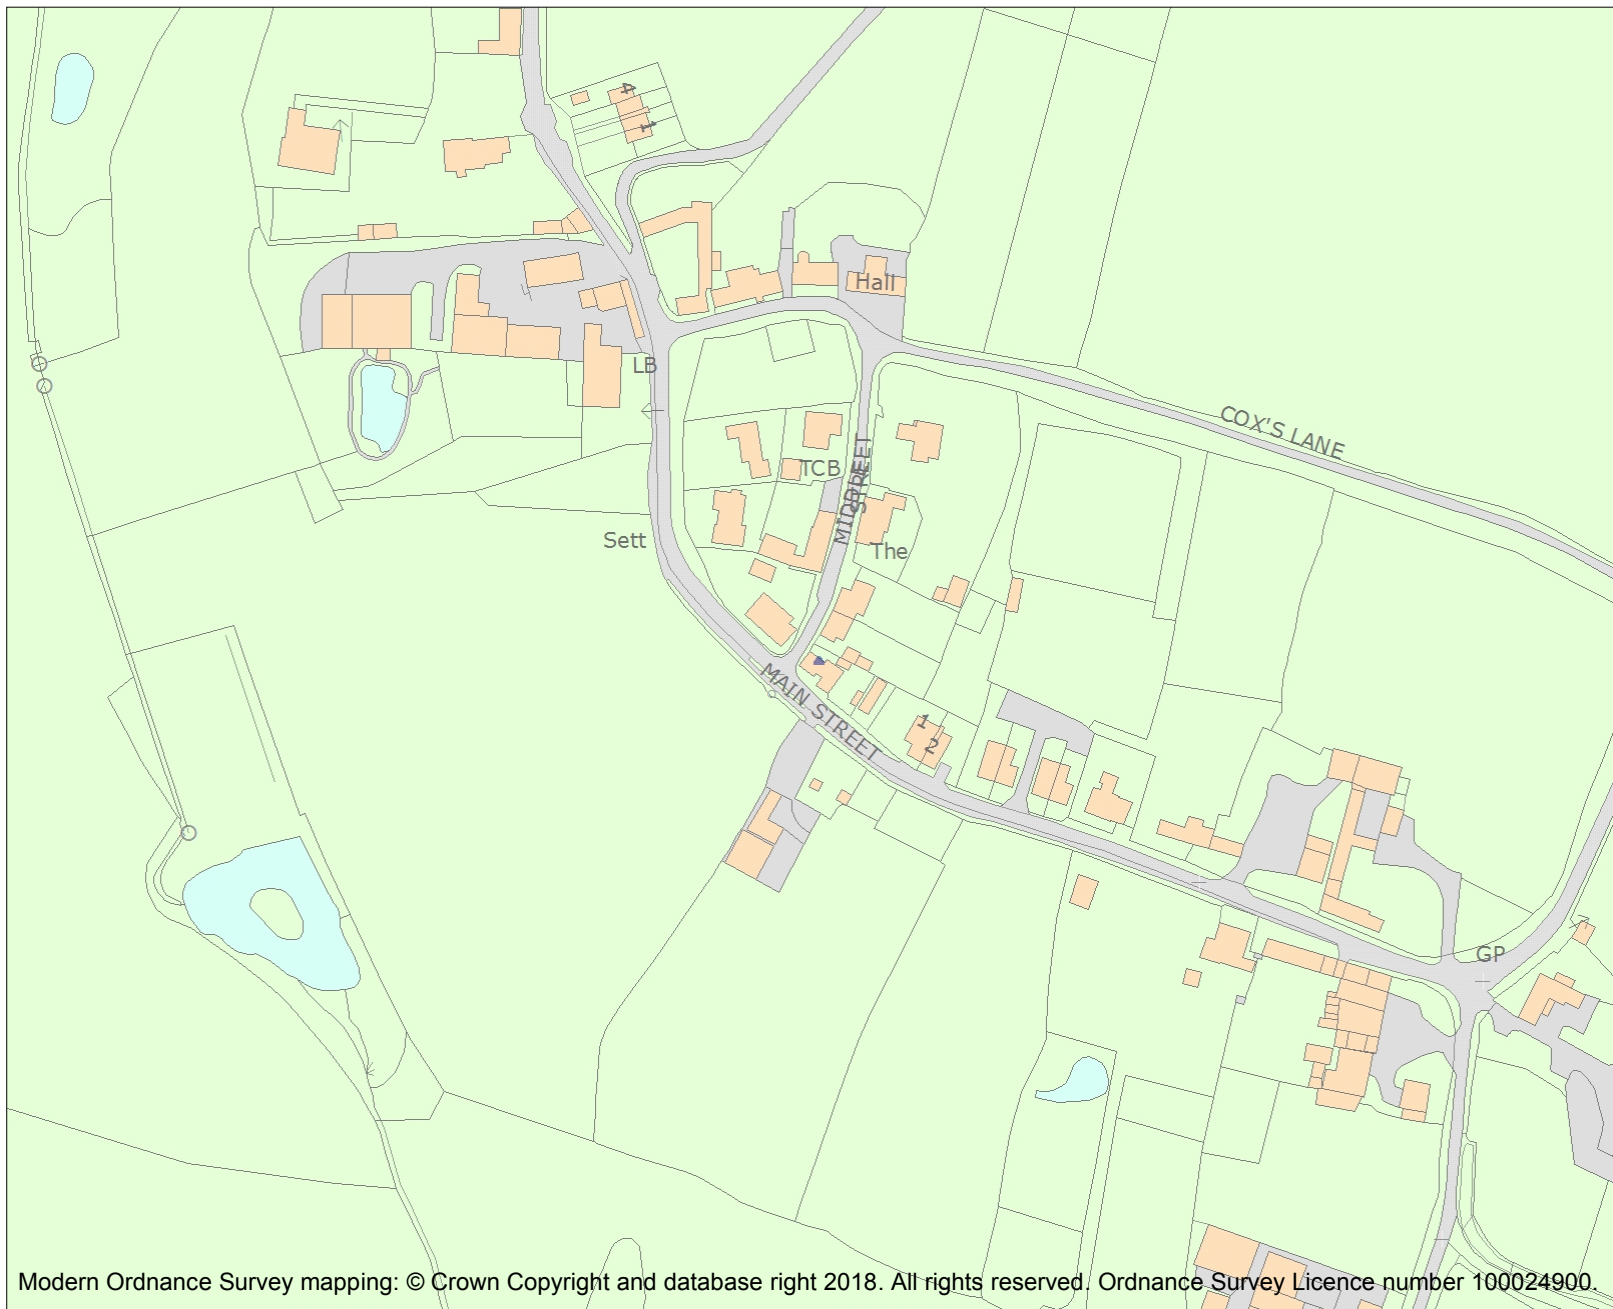 4
1
Hall
LB
COX'S LANE
TCB
MIDDLE
STREET
Sett
The
MAIN STREET
1
2
GP
Modern Ordnance Survey mapping: © Crown Copyright and database right 2018. All rights reserved. Ordnance Survey Licence number 100024900.